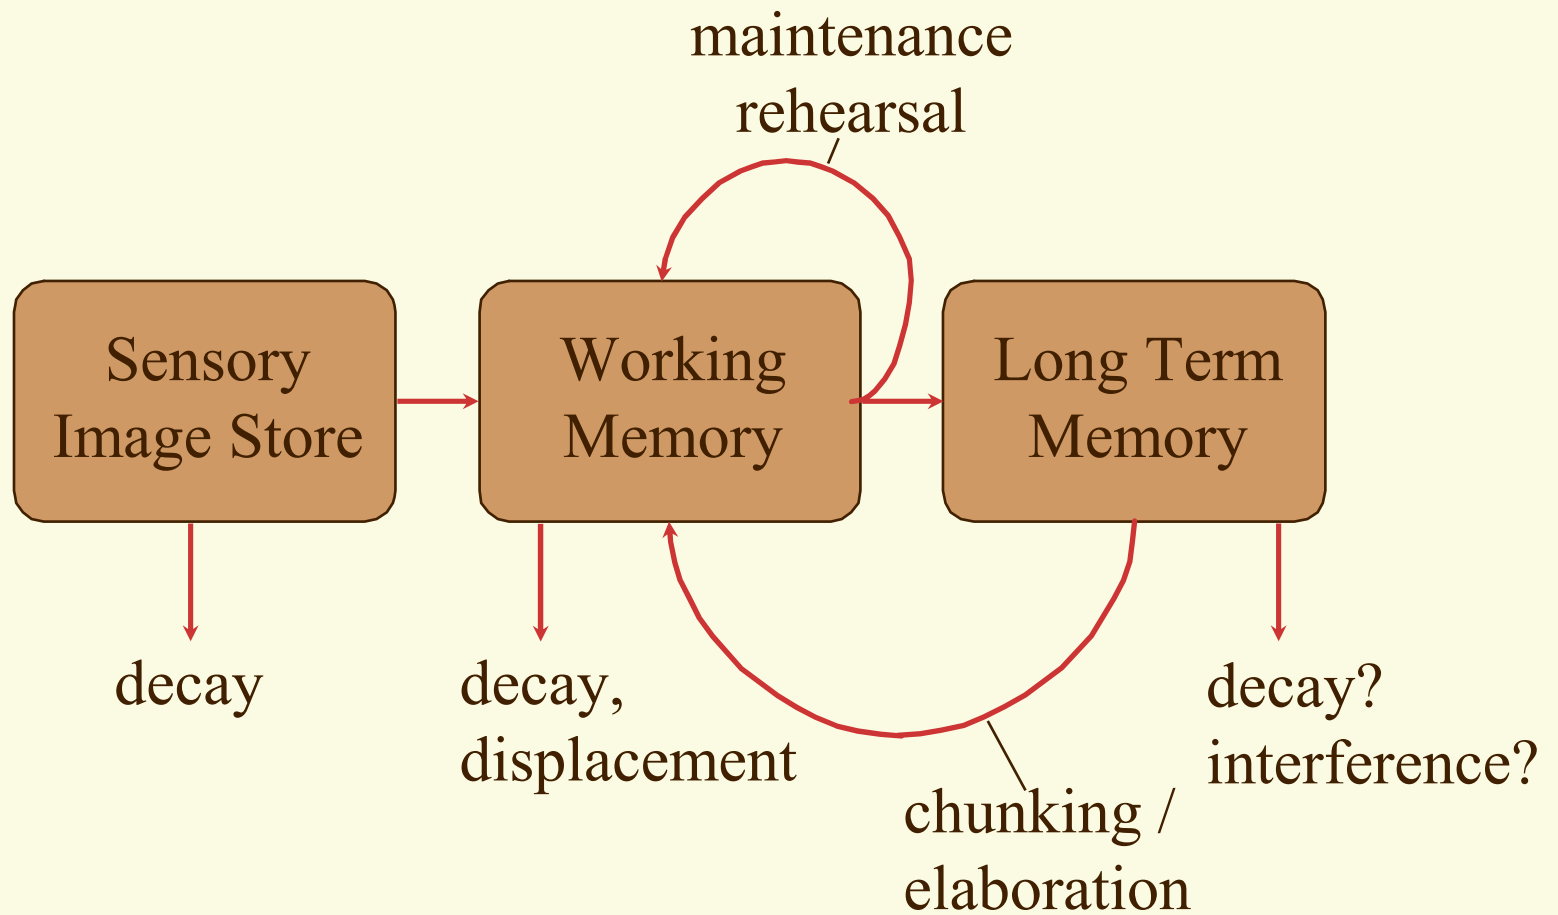 maintenance
rehearsal
Sensory
Image Store
Working
Memory
Long Term
Memory
decay
decay,
displacement
decay?
interference?
chunking /
elaboration